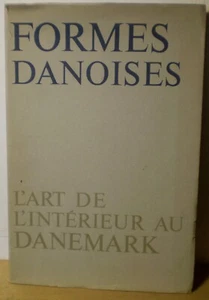 FORMES
DANOISES
L'ART DE
L'INTÉRIEUR AU
DANEMARK